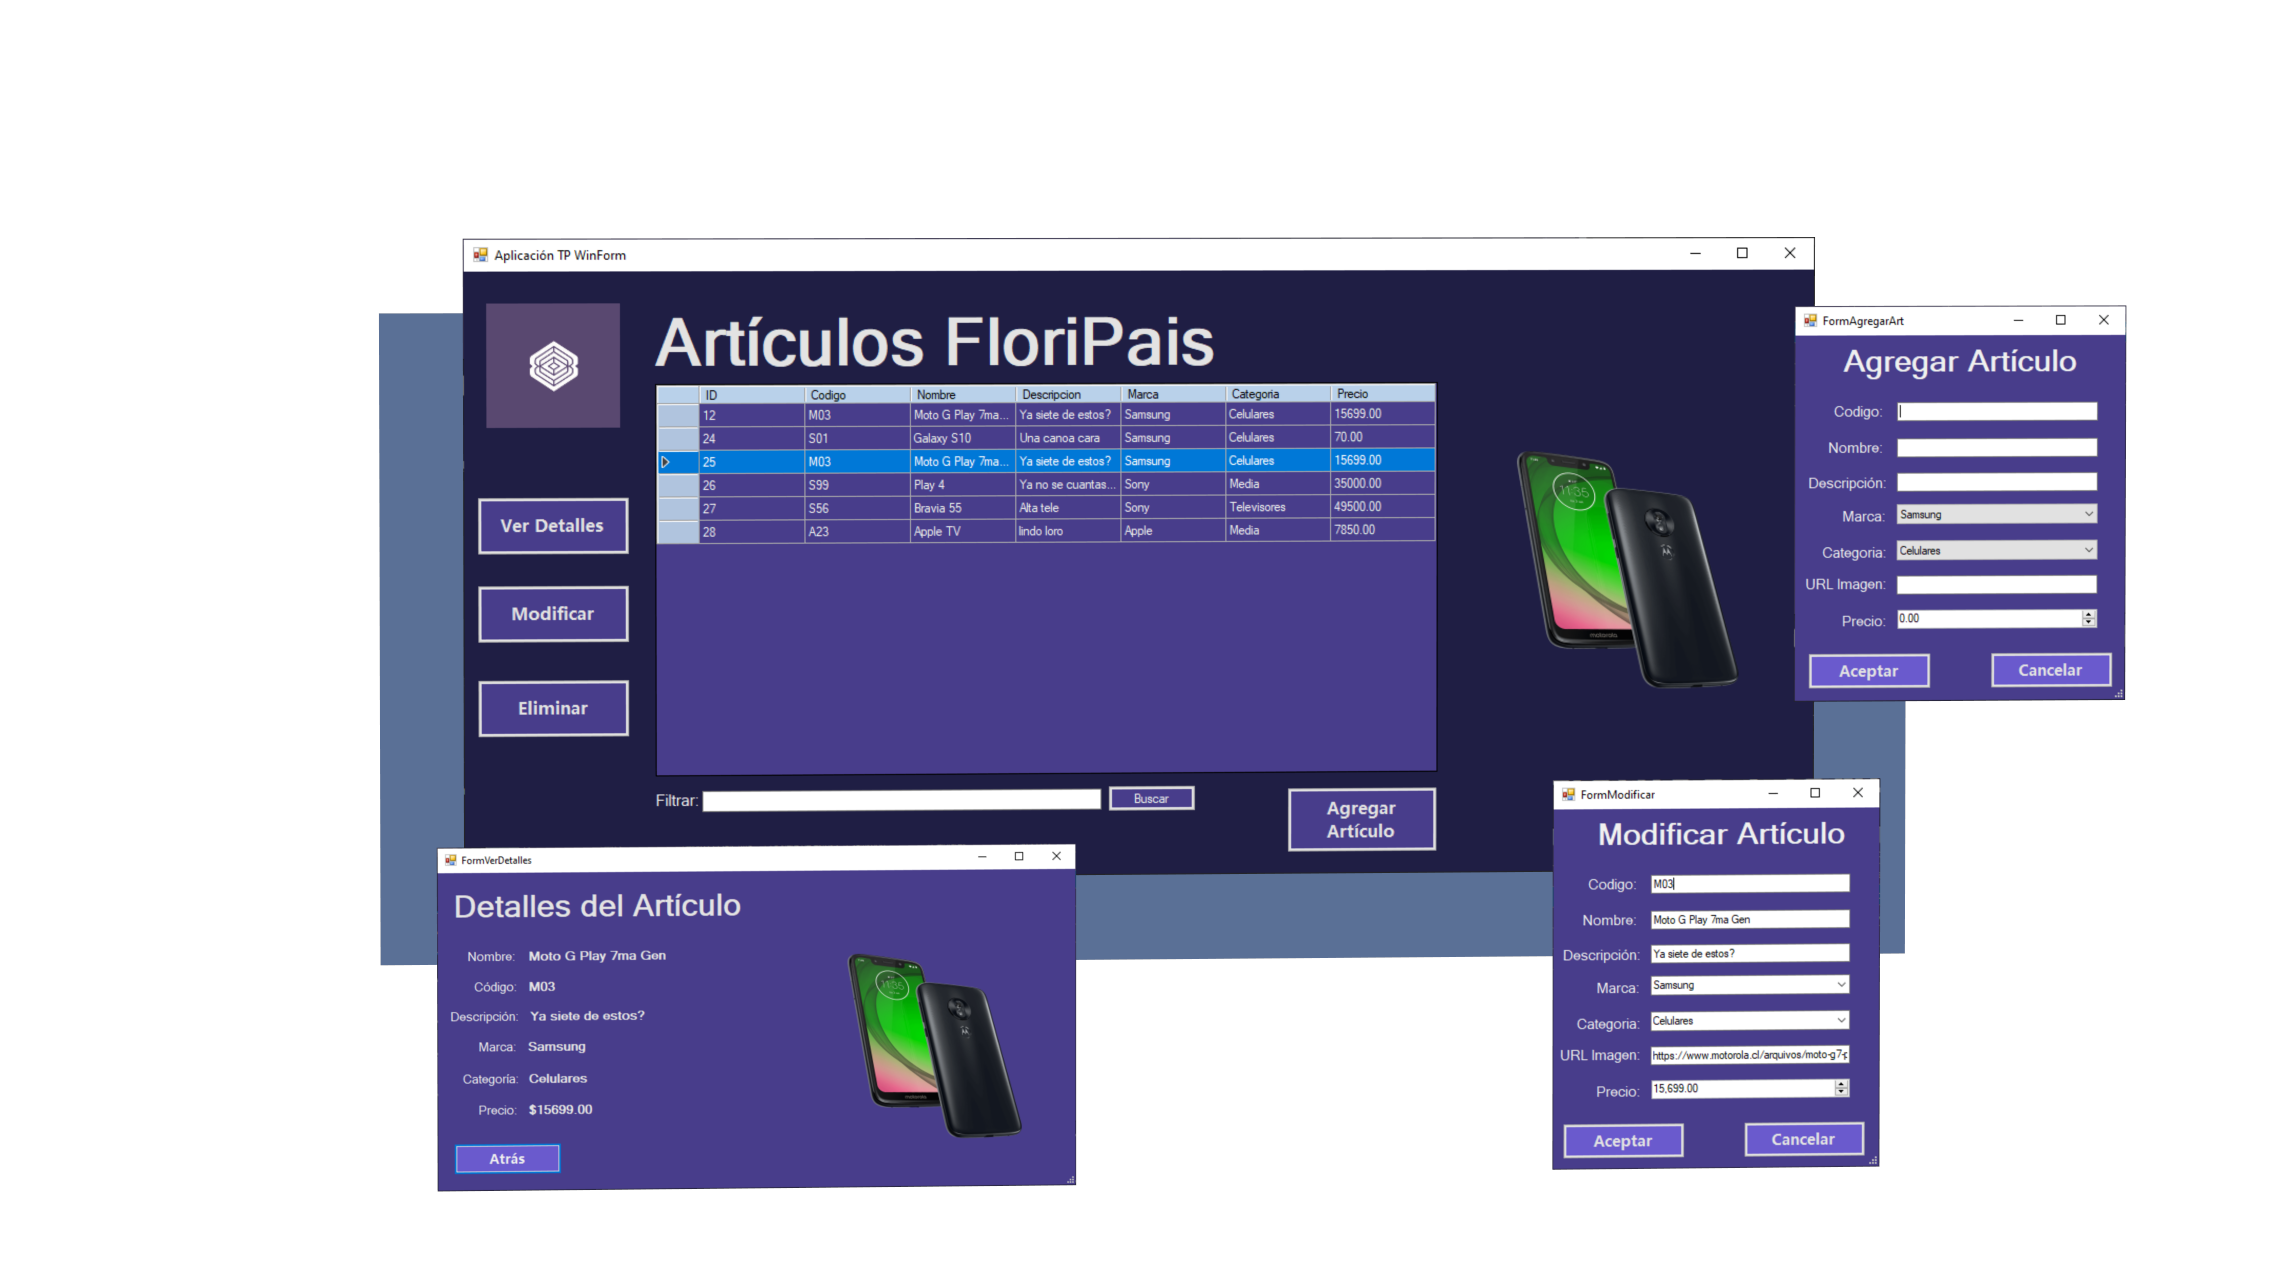 Aplicación TP WinForm
Artículos FloriPais
ID Codigo Nombre Descripcion Marca Categoria Precio
12 M03 Moto G Play 7ma... Ya siete de estos? Samsung Celulares 15699.00
24 S01 Galaxy S10 Una canoa cara Samsung Celulares 70.00
25 M03 Moto G Play 7ma... Ya siete de estos? Samsung Celulares 15699.00
26 S99 Play 4 Ya no se cuantas... Sony Media 35000.00
27 S56 Bravia 55 Alta tele Sony Televisores 49500.00
28 A23 Apple TV lindo loro Apple Media 7850.00
Ver Detalles
Modificar
Eliminar
Filtrar:
Buscar
Agregar
Artículo
11:35
motorola
FormAgregarArt
Agregar Artículo
Codigo:
Nombre:
Descripción:
Marca: Samsung
Categoria: Celulares
URL Imagen:
Precio: 0.00
Aceptar Cancelar
FormVerDetalles
Detalles del Artículo
Nombre: Moto G Play 7ma Gen
Código: M03
Descripción: Ya siete de estos?
Marca: Samsung
Categoría: Celulares
Precio: $15699.00
Atrás
11:35
motorola
FormModificar
Modificar Artículo
Codigo: M03
Nombre: Moto G Play 7ma Gen
Descripción: Ya siete de estos?
Marca: Samsung
Categoria: Celulares
URL Imagen: https://www.motorola.cl/arquivos/moto-g7-p
Precio: 15,699.00
Aceptar Cancelar